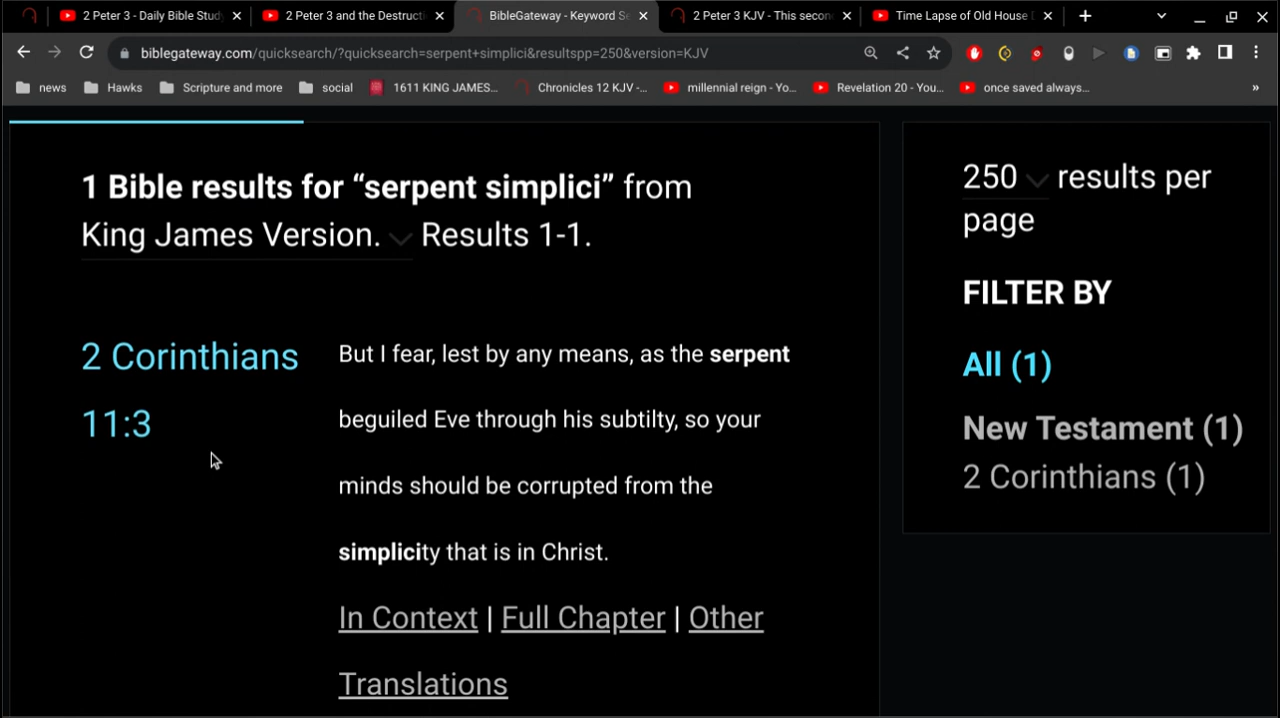 2 Peter 3 - Daily Bible Stud
2 Peter 3 and the Destructi
BibleGateway - Keyword Se
2 Peter 3 KJV - This secon
Time Lapse of Old House
biblegateway.com/quicksearch/?quicksearch=serpent+simplici&resultspp=250&version=KJV
news
Hawks
Scripture and more
social
1611 KING JAMES...
Chronicles 12 KJV -...
millennial reign - Yo...
Revelation 20 - You...
once saved always...
»
1 Bible results for “serpent simplici” from
King James Version. Results 1-1.
2 Corinthians
11:3
But I fear, lest by any means, as the serpent
beguiled Eve through his subtilty, so your
minds should be corrupted from the
simplicity that is in Christ.
In Context | Full Chapter | Other
Translations
250 results per
page
FILTER BY
All (1)
New Testament (1)
2 Corinthians (1)